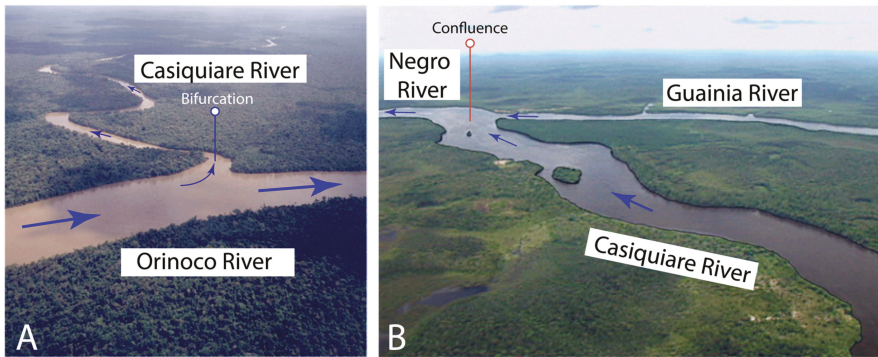 Casiquiare River
Bifurcation
Orinoco River
A
Confluence
Negro
River
Guainia River
Casiquiare River
B